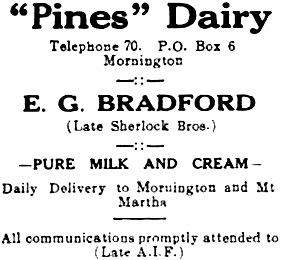 “Pines” Dairy
Telephone 70. P.O. Box 6
Mornington
—::—
E. G. BRADFORD
(Late Sherlock Bros.)
—::—
—PURE MILK AND CREAM—
Daily Delivery to Mornington and Mt
Martha
All communications promptly attended to
(Late A.I.F.)